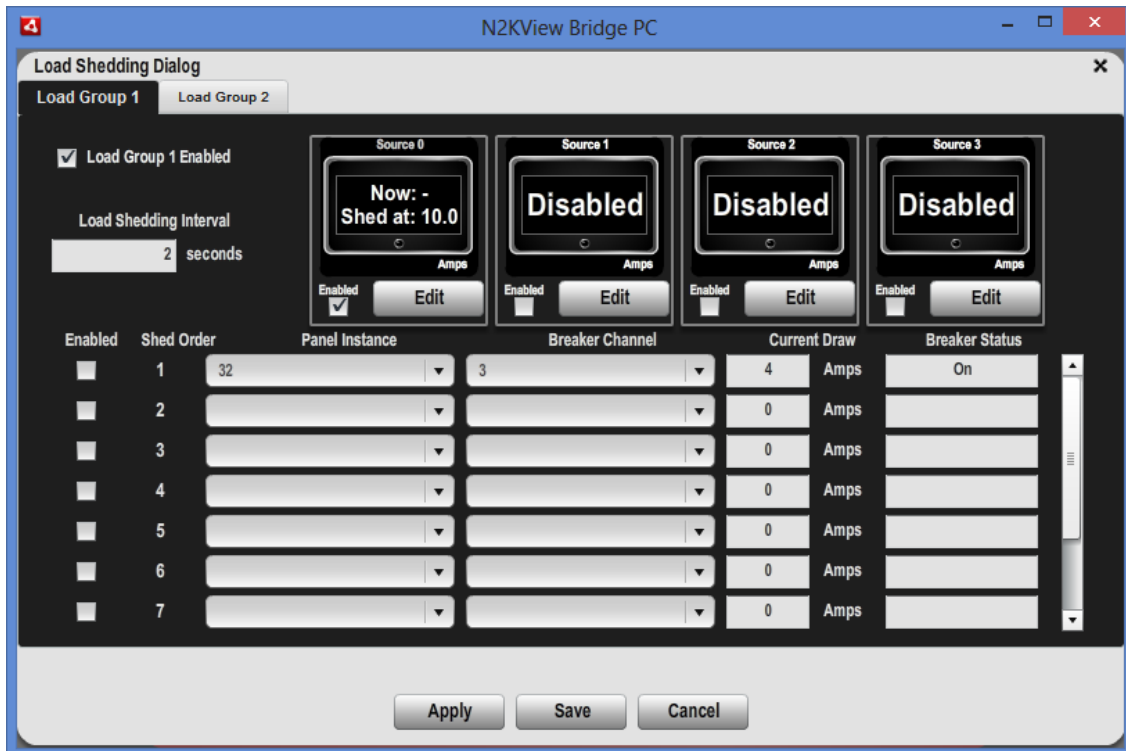 N2KView Bridge PC
Load Shedding Dialog
Load Group 1 Load Group 2
Load Group 1 Enabled
Load Shedding Interval
2 seconds
Source 0
Now: -
Shed at: 10.0
Amps
Enabled Edit
Source 1
Disabled
Amps
Enabled Edit
Source 2
Disabled
Amps
Enabled Edit
Source 3
Disabled
Amps
Enabled Edit
Enabled Shed Order Panel Instance Breaker Channel Current Draw Breaker Status
1 32 3 4 Amps On
2 0 Amps
3 0 Amps
4 0 Amps
5 0 Amps
6 0 Amps
7 0 Amps
Apply Save Cancel